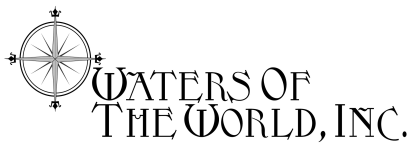 WATERS OF
THE WORLD, INC.